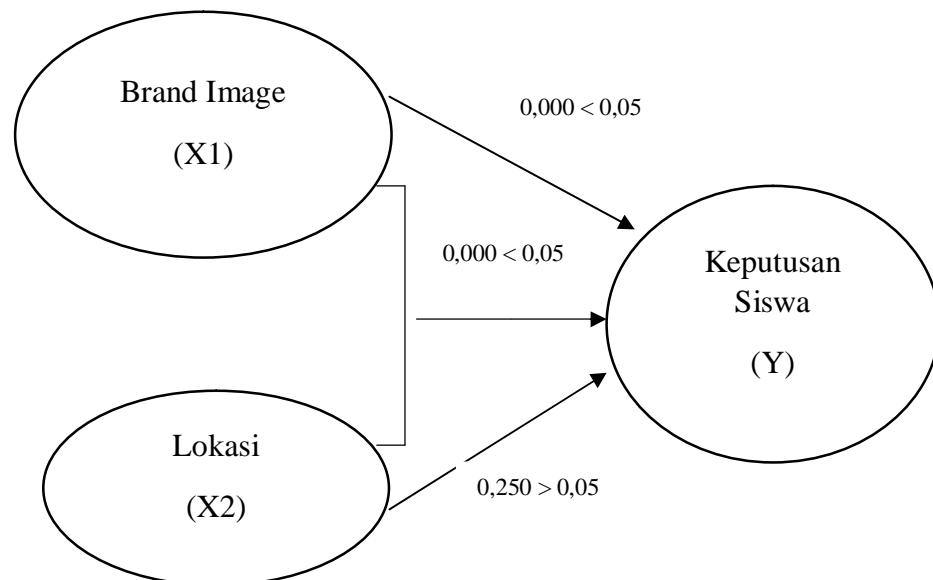 Brand Image
(X1)
0,000 < 0,05
0,000 < 0,05
Keputusan
Siswa
(Y)
Lokasi
(X2)
0,250 > 0,05